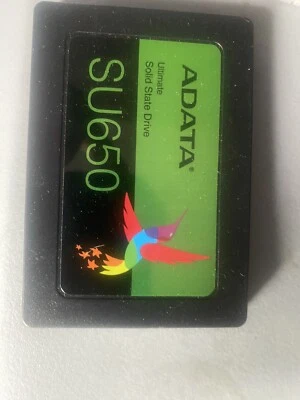 ADATA®
Ultimate
Solid State Drive
SU650